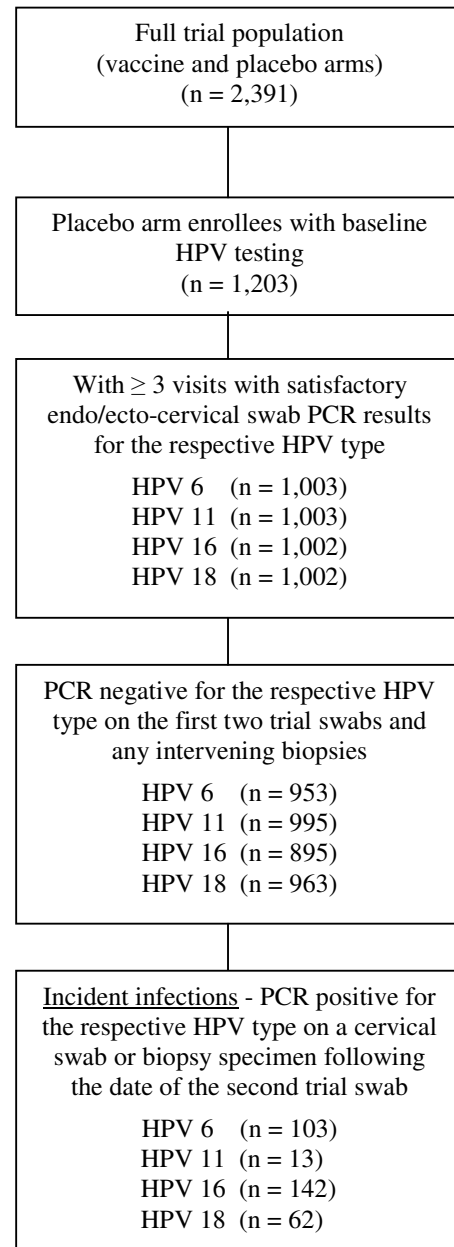 Full trial population
(vaccine and placebo arms)
(n = 2,391)
Placebo arm enrollees with baseline
HPV testing
(n = 1,203)
With ≥ 3 visits with satisfactory
endo/ecto-cervical swab PCR results
for the respective HPV type
HPV 6 (n = 1,003)
HPV 11 (n = 1,003)
HPV 16 (n = 1,002)
HPV 18 (n = 1,002)
PCR negative for the respective HPV
type on the first two trial swabs and
any intervening biopsies
HPV 6 (n = 953)
HPV 11 (n = 995)
HPV 16 (n = 895)
HPV 18 (n = 963)
Incident infections - PCR positive for
the respective HPV type on a cervical
swab or biopsy specimen following
the date of the second trial swab
HPV 6 (n = 103)
HPV 11 (n = 13)
HPV 16 (n = 142)
HPV 18 (n = 62)